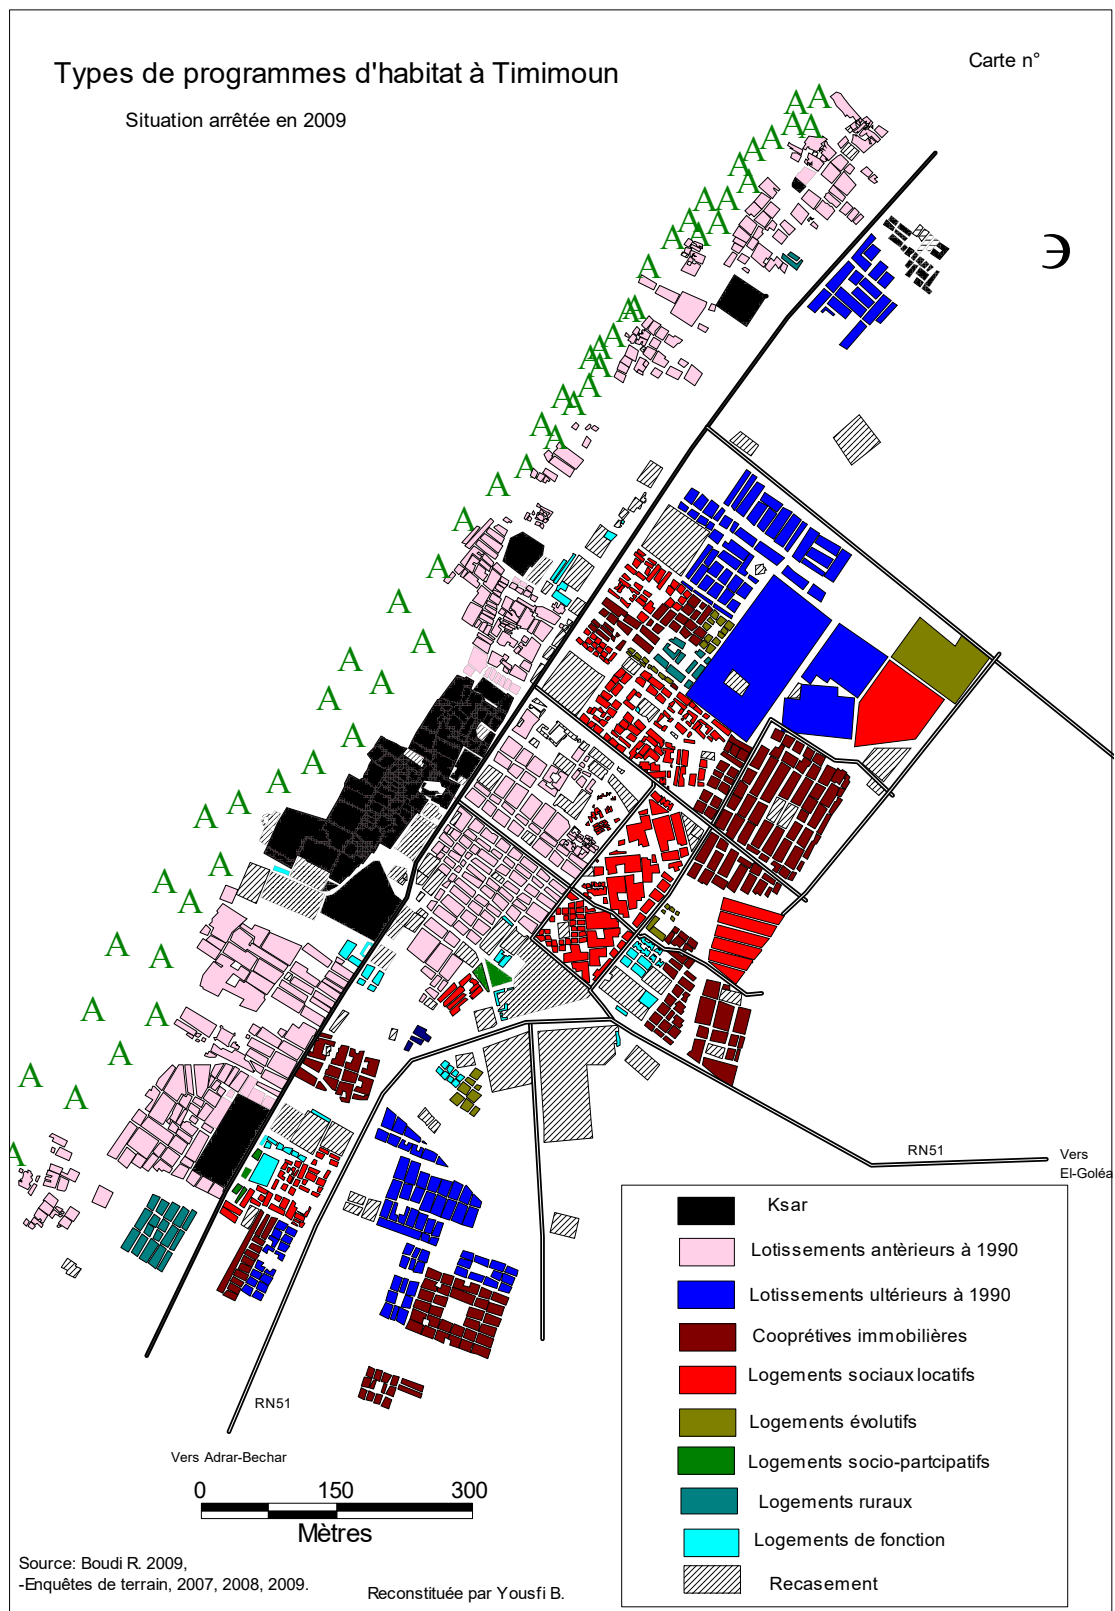 Types de programmes d'habitat à Timimoun
Carte n°
Situation arrêtée en 2009
RN51
Vers
El-Goléa
Ksar
Lotissements antèrieurs à 1990
Lotissements ultérieurs à 1990
Cooprétives immobilières
Logements sociaux locatifs
Logements évolutifs
Logements socio-partcipatifs
Logements ruraux
Logements de fonction
Recasement
RN51
Vers Adrar-Bechar
0 150 300
Mètres
Source: Boudi R. 2009,
-Enquêtes de terrain, 2007, 2008, 2009.
Reconstituée par Yousfi B.